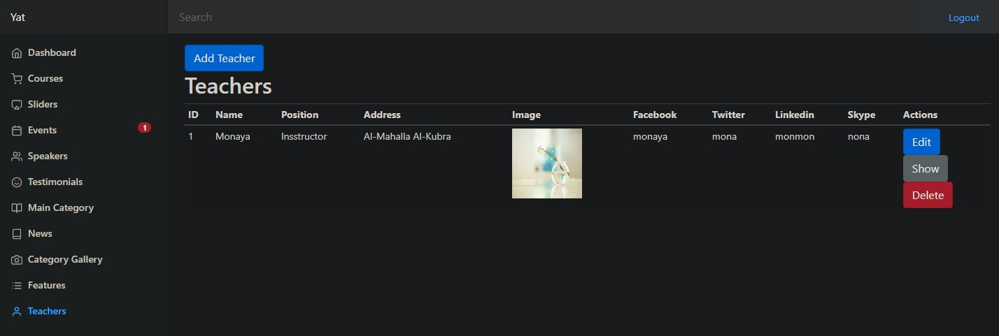 Yat
Search
Logout
Dashboard
Courses
Sliders
Events 1
Speakers
Testimonials
Main Category
News
Category Gallery
Features
Teachers
Add Teacher
Teachers
ID Name Position Address Image Facebook Twitter Linkedin Skype Actions
1 Monaya Insstructor Al-Mahalla Al-Kubra monaya mona monmon nona Edit
Show
Delete